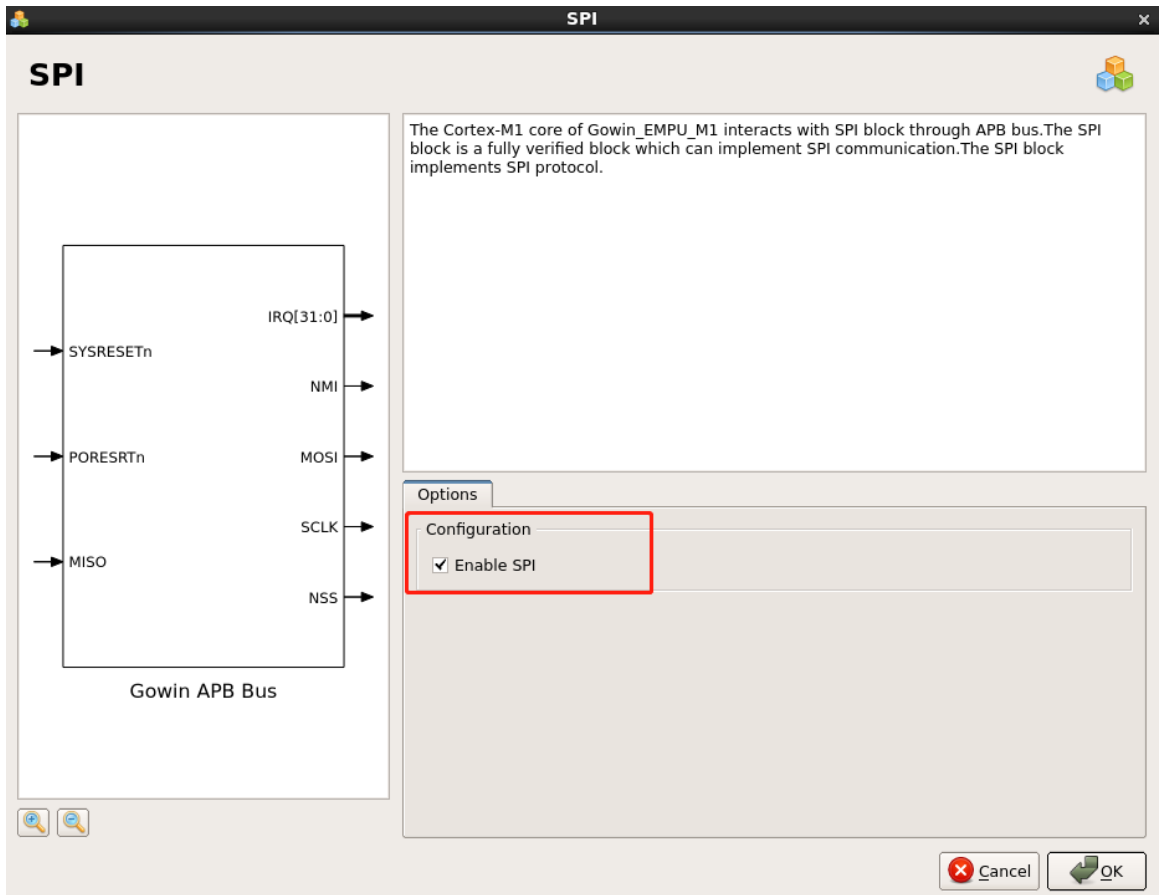 SPI
SPI
The Cortex-M1 core of Gowin_EMPU_M1 interacts with SPI block through APB bus.The SPI
block is a fully verified block which can implement SPI communication.The SPI block
implements SPI protocol.
IRQ[31:0]
SYSRESETn
NMI
PORESRTn
MOSI
SCLK
MISO
NSS
Gowin APB Bus
Options
Configuration
Enable SPI
Cancel
OK